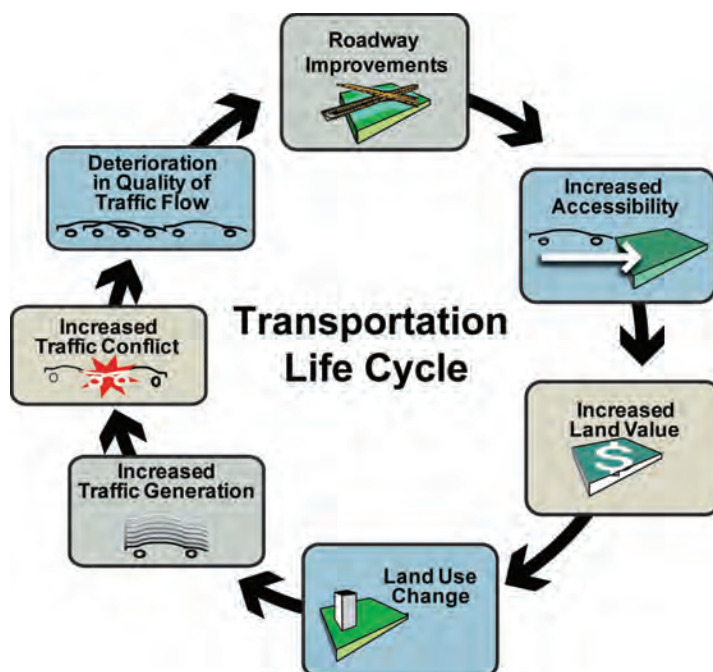 Transportation
Life Cycle
Roadway
Improvements
Increased
Accessibility
Increased
Land Value
$
Land Use
Change
Increased
Traffic Generation
Increased
Traffic Conflict
Deterioration
in Quality of
Traffic Flow